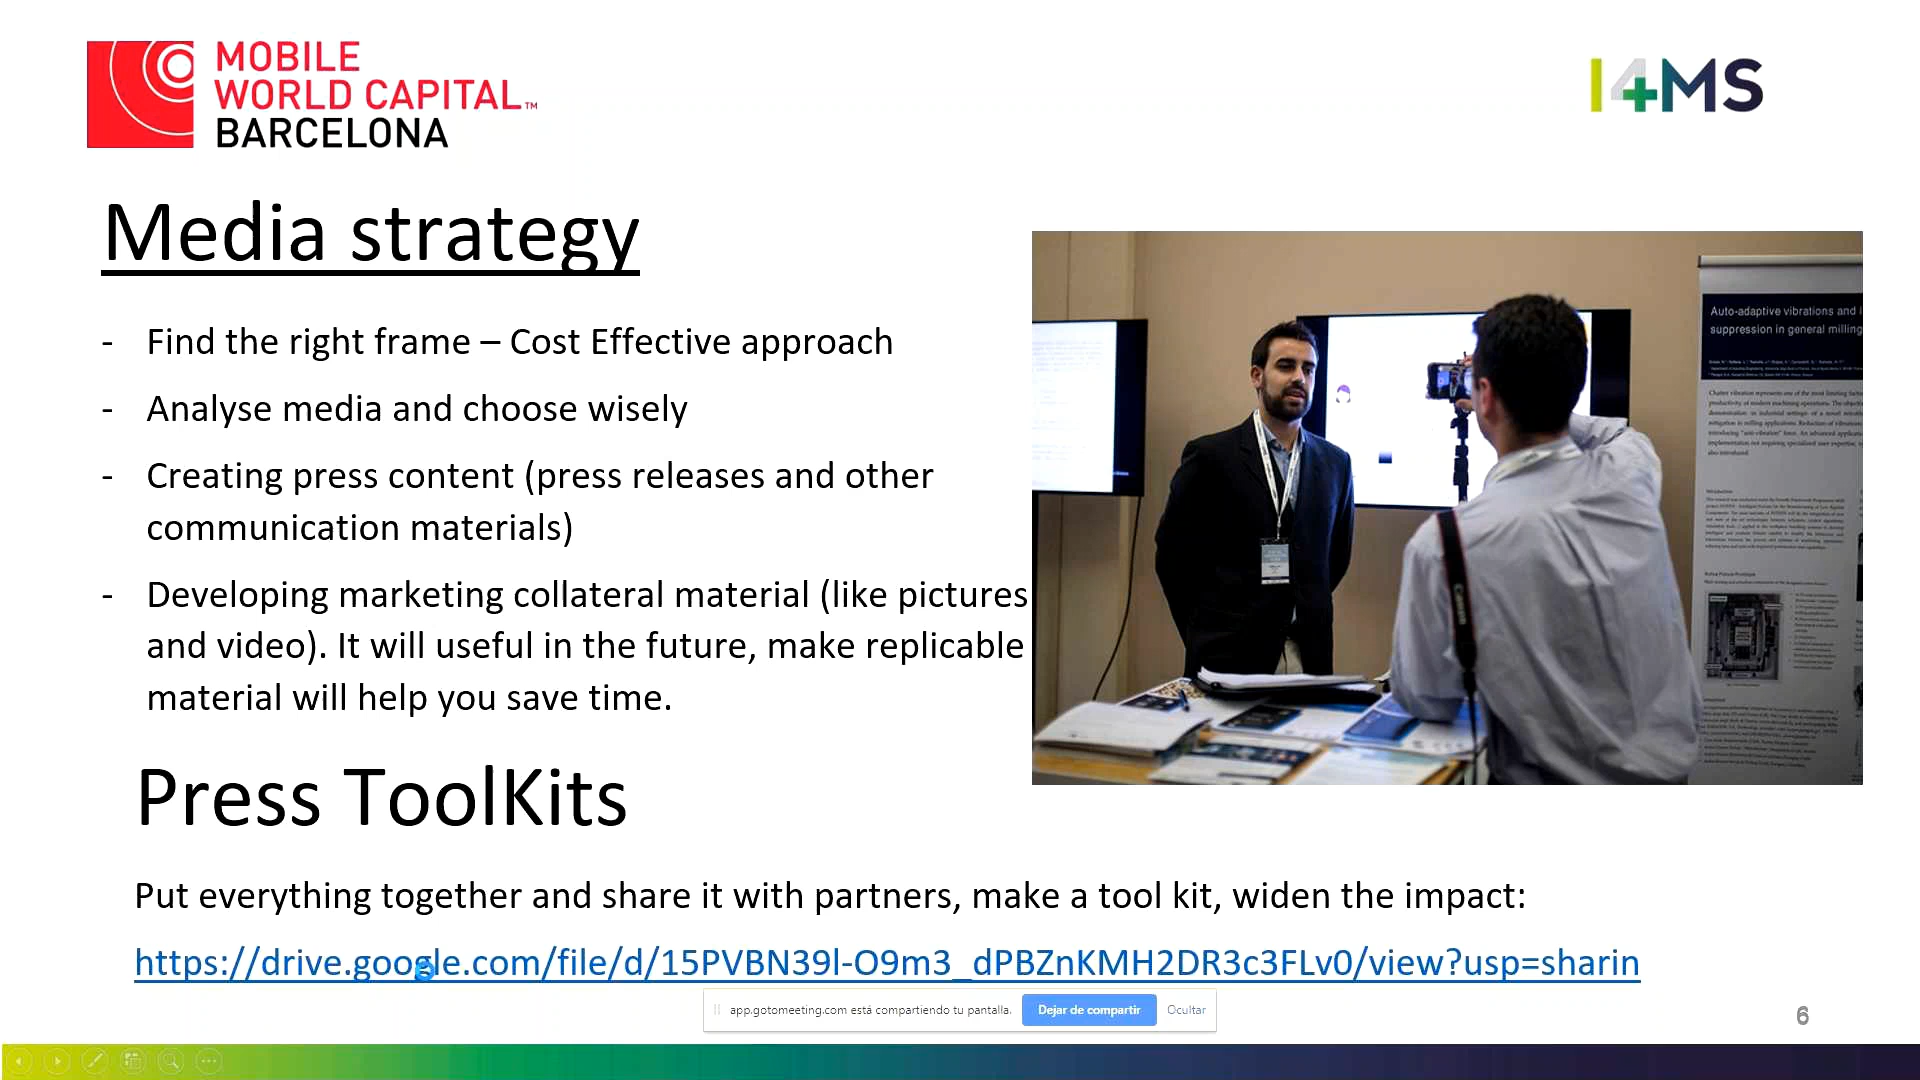 MOBILE
WORLD CAPITAL™
BARCELONA
I4MS
Media strategy
- Find the right frame – Cost Effective approach
- Analyse media and choose wisely
- Creating press content (press releases and other
communication materials)
- Developing marketing collateral material (like pictures
and video). It will useful in the future, make replicable
material will help you save time.
Auto-adaptive vibrations and
suppression in general milling
Canon
Press ToolKits
Put everything together and share it with partners, make a tool kit, widen the impact:
https://drive.google.com/file/d/15PVBN39l-O9m3_dPBZnKMH2DR3c3FLv0/view?usp=sharin
app.gotomeeting.com está compartiendo tu pantalla.
Dejar de compartir
Ocultar
6